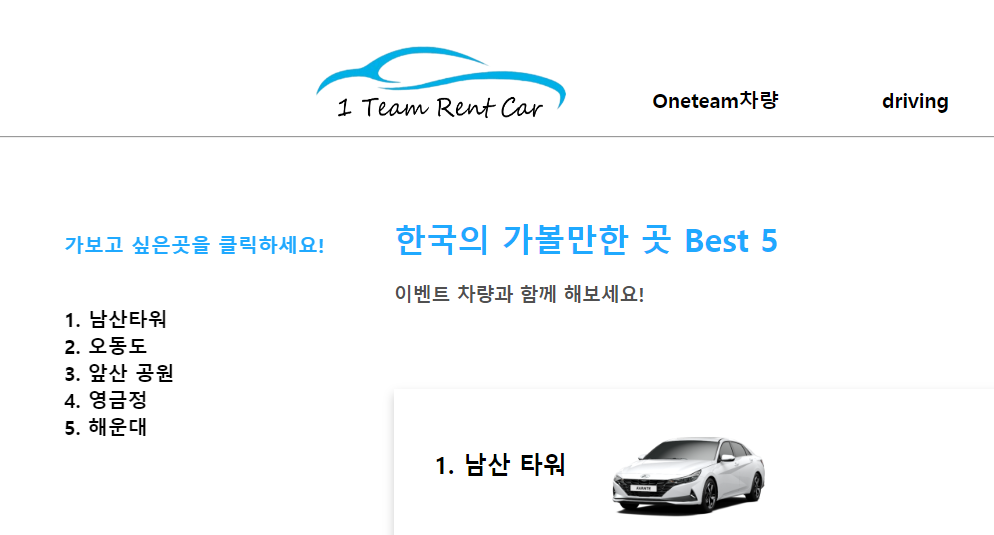 1 Team Rent Car
Oneteam차량
driving
가보고 싶은곳을 클릭하세요!
1. 남산타워
2. 오동도
3. 앞산 공원
4. 영금정
5. 해운대
한국의 가볼만한 곳 Best 5
이벤트 차량과 함께 해보세요!
1. 남산 타워
AVANTE